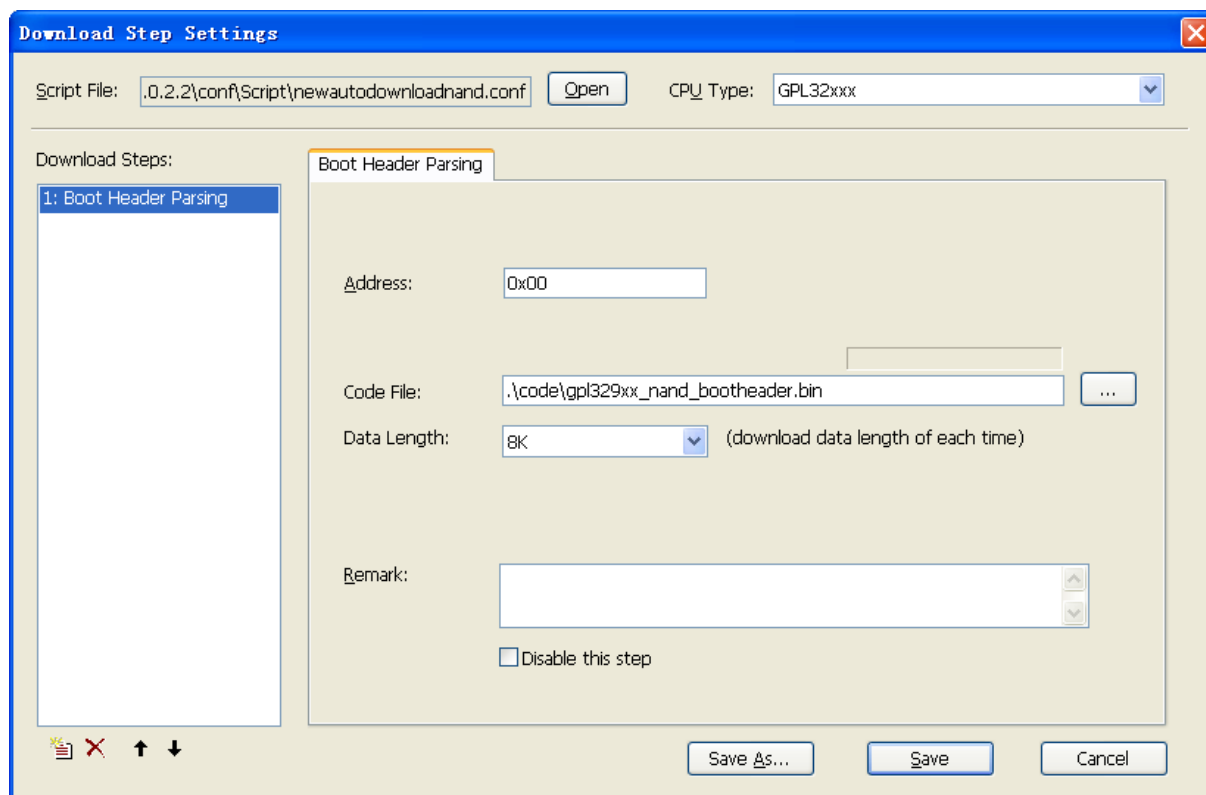 Download Step Settings
Script File: .0.2.2\conf\Script\newautodownloadnand.conf Open CPU Type: GPL32xxx
Download Steps:
1: Boot Header Parsing
Boot Header Parsing
Address: 0x00
Code File: .\code\gpl329xx_nand_bootheader.bin ...
Data Length: 8K (download data length of each time)
Remark:
Disable this step
Save As... Save Cancel